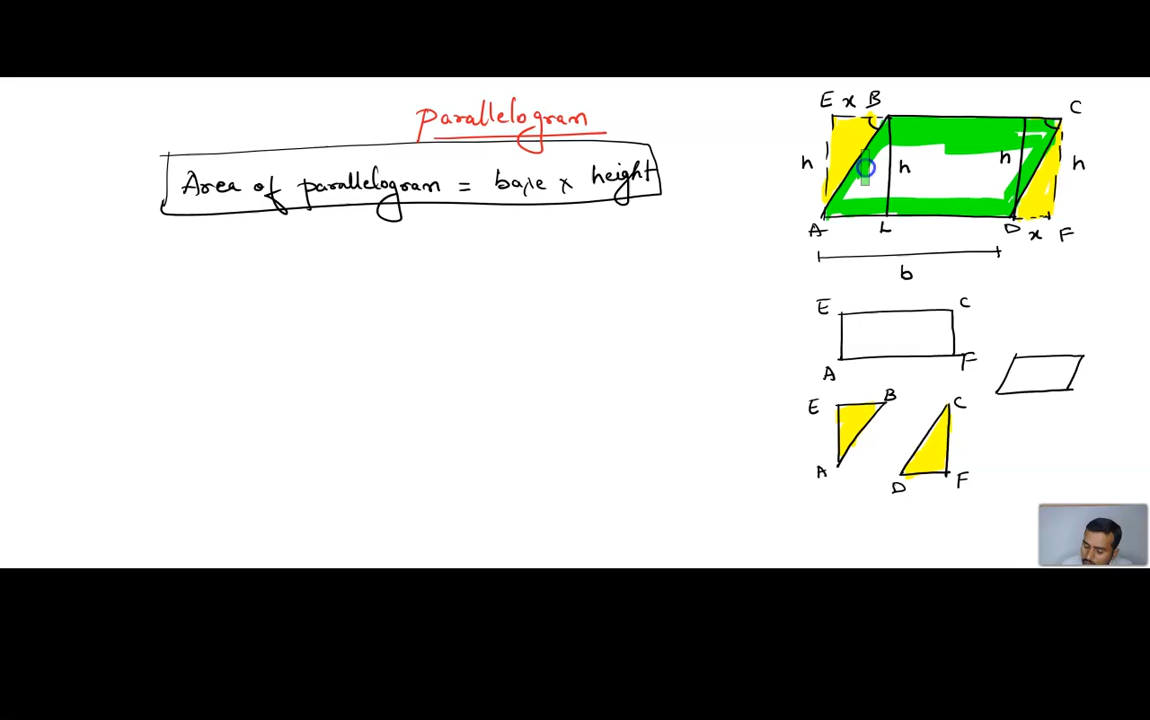 parallelogram
Area of parallelogram = base x height
E x B C
h h h h
A L D x F
b
E C
A F
E B C
A D F